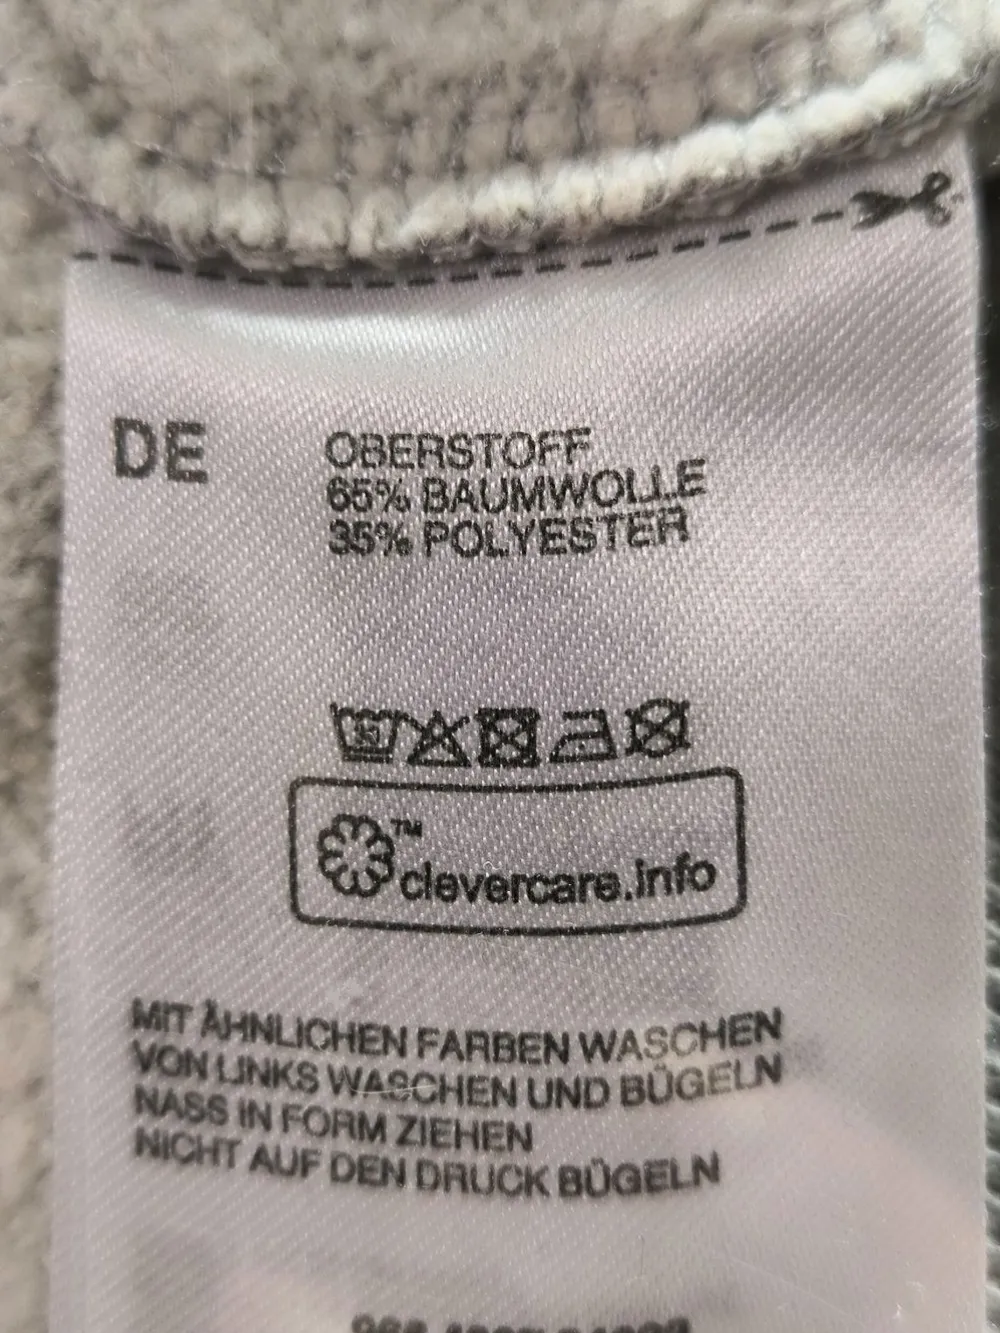 DE
OBERSTOFF
65% BAUMWOLLE
35% POLYESTER
30
™
clevercare.info
MIT ÄHNLICHEN FARBEN WASCHEN
VON LINKS WASCHEN UND BÜGELN
NASS IN FORM ZIEHEN
NICHT AUF DEN DRUCK BÜGELN